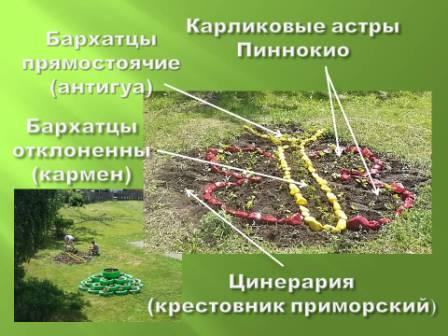 Бархатцы
прямостоячие
(антигуа)
Карликовые астры
Пиннокио
Бархатцы
отклоненны
(кармен)
Цинерария
(крестовник приморский)